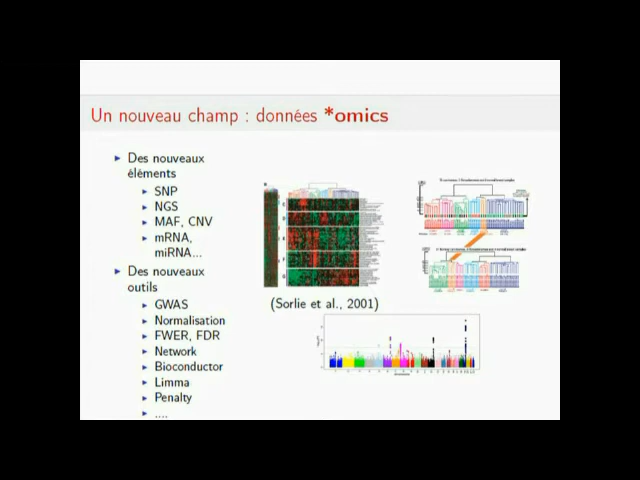 Un nouveau champ : données *omics
Des nouveaux
éléments
SNP
NGS
MAF, CNV
mRNA,
miRNA...
Des nouveaux
outils
GWAS
Normalisation
FWER, FDR
Network
Bioconductor
Limma
Penalty
....
(Sorlie et al., 2001)